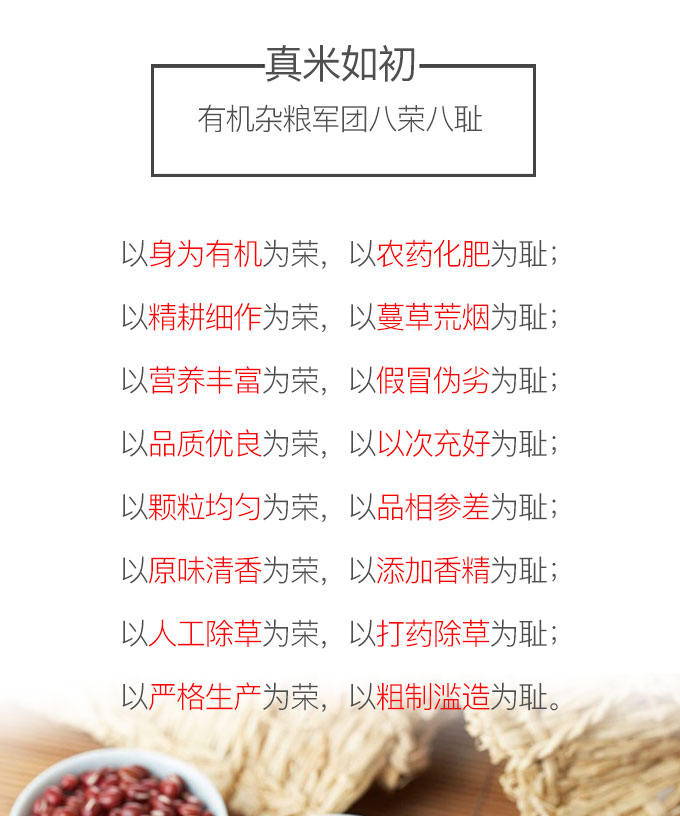 真米如初
有机杂粮军团八荣八耻
以身为有机为荣，以农药化肥为耻；
以精耕细作为荣，以蔓草荒烟为耻；
以营养丰富为荣，以假冒伪劣为耻；
以品质优良为荣，以以次充好为耻；
以颗粒均匀为荣，以品相参差为耻；
以原味清香为荣，以添加香精为耻；
以人工除草为荣，以打药除草为耻；
以严格生产为荣，以粗制滥造为耻。